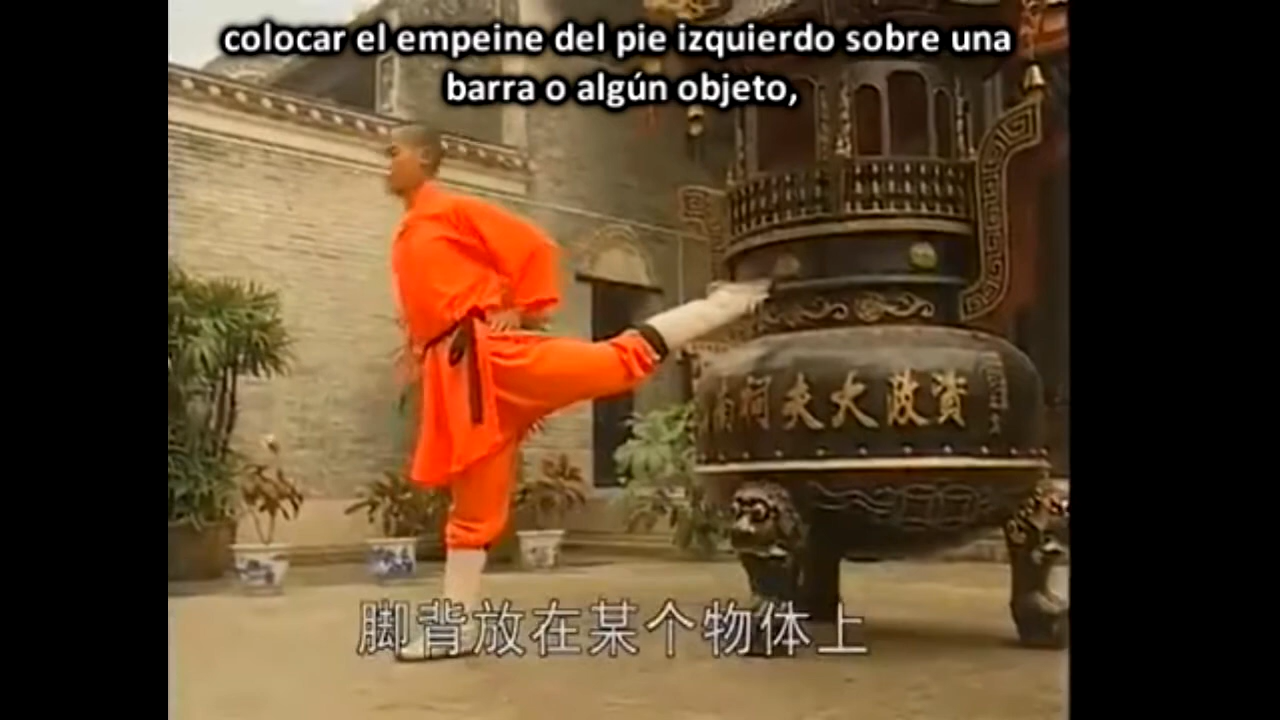 colocar el empeine del pie izquierdo sobre una
barra o algún objeto,
資政大夫祠
脚背放在某个物体上